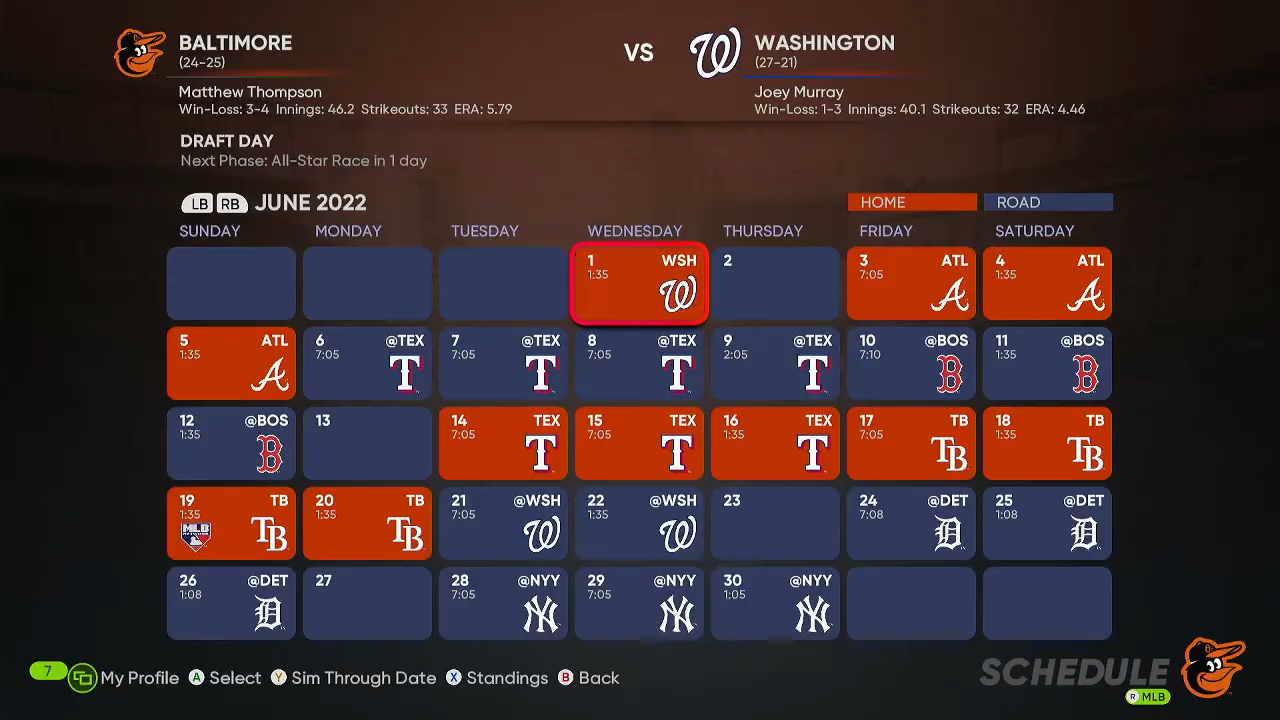 BALTIMORE
(24-25)
VS
WASHINGTON
(27-21)
Matthew Thompson
Win-Loss: 3-4 Innings: 46.2 Strikeouts: 33 ERA: 5.79
Joey Murray
Win-Loss: 1-3 Innings: 40.1 Strikeouts: 32 ERA: 4.46
DRAFT DAY
Next Phase: All-Star Race in 1 day
LB RB JUNE 2022
HOME ROAD
SUNDAY MONDAY TUESDAY WEDNESDAY THURSDAY FRIDAY SATURDAY
1 WSH 2 3 ATL 4 ATL
1:35 7:05 1:35
W A A
5 ATL 6 @TEX 7 @TEX 8 @TEX 9 @TEX 10 @BOS 11 @BOS
1:35 7:05 7:05 7:05 2:05 7:10 1:35
A T T T T B B
12 @BOS 13 14 TEX 15 TEX 16 TEX 17 TB 18 TB
1:35 7:05 7:05 1:35 7:05 1:35
B T T T TB TB
19 TB 20 TB 21 @WSH 22 @WSH 23 24 @DET 25 @DET
1:35 1:35 7:05 1:35 7:08 1:08
MLB NETWORK TB TB W W D D
26 @DET 27 28 @NYY 29 @NYY 30 @NYY
1:08 7:05 7:05 1:05
D NY NY NY
7 My Profile A Select Y Sim Through Date X Standings B Back
SCHEDULE
R MLB